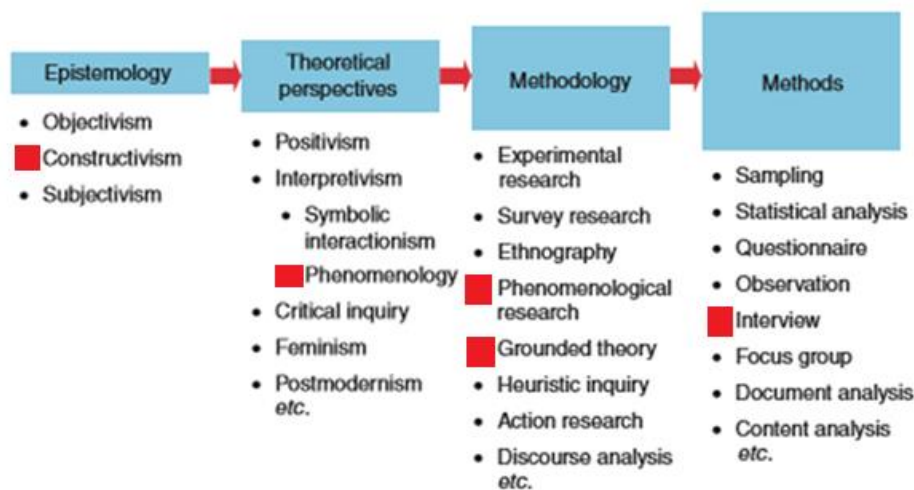 Epistemology
• Objectivism
Constructivism
• Subjectivism
Theoretical
perspectives
• Positivism
• Interpretivism
• Symbolic
interactionism
Phenomenology
• Critical inquiry
• Feminism
• Postmodernism
etc.
Methodology
• Experimental
research
• Survey research
• Ethnography
Phenomenological
research
Grounded theory
• Heuristic inquiry
• Action research
• Discourse analysis
etc.
Methods
• Sampling
• Statistical analysis
• Questionnaire
• Observation
Interview
• Focus group
• Document analysis
• Content analysis
etc.